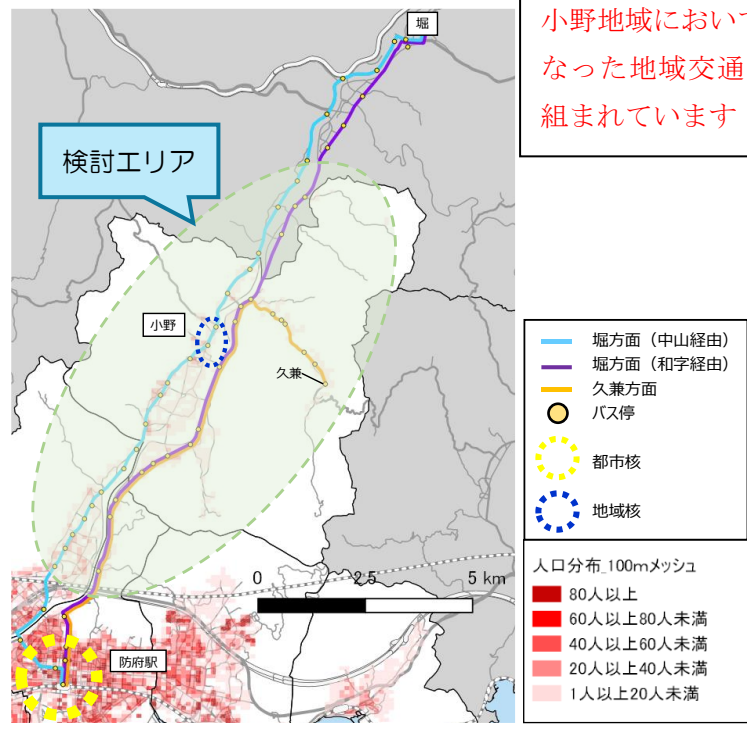 堀
小野地域において
なった地域交通
組まれています
検討エリア
小野
久兼
0 2.5 5 km
防府駅
堀方面（中山経由）
堀方面（和字経由）
久兼方面
バス停
都市核
地域核
人口分布_100mメッシュ
80人以上
60人以上80人未満
40人以上60人未満
20人以上40人未満
1人以上20人未満